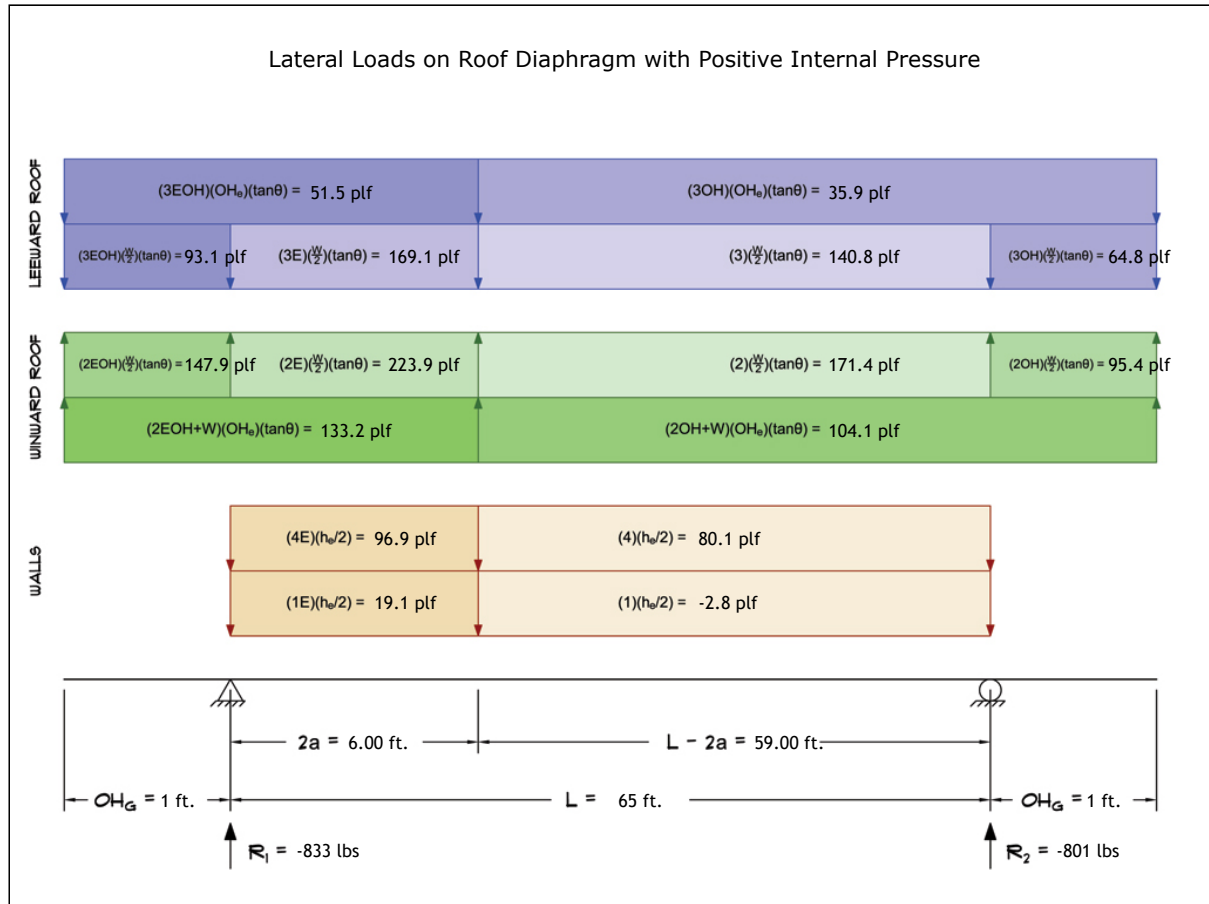 Lateral Loads on Roof Diaphragm with Positive Internal Pressure
LEEWARD ROOF
(3EOH)(OHₑ)(tanθ) = 51.5 plf
(3OH)(OHₑ)(tanθ) = 35.9 plf
(3EOH)(W/2)(tanθ) = 93.1 plf
(3E)(W/2)(tanθ) = 169.1 plf
(3)(W/2)(tanθ) = 140.8 plf
(3OH)(W/2)(tanθ) = 64.8 plf
WINWARD ROOF
(2EOH)(W/2)(tanθ) = 147.9 plf
(2E)(W/2)(tanθ) = 223.9 plf
(2)(W/2)(tanθ) = 171.4 plf
(2OH)(W/2)(tanθ) = 95.4 plf
(2EOH+W)(OHₑ)(tanθ) = 133.2 plf
(2OH+W)(OHₑ)(tanθ) = 104.1 plf
WALLS
(4E)(hₑ/2) = 96.9 plf
(4)(hₑ/2) = 80.1 plf
(1E)(hₑ/2) = 19.1 plf
(1)(hₑ/2) = -2.8 plf
2a = 6.00 ft.
L - 2a = 59.00 ft.
OH_G = 1 ft.
L = 65 ft.
OH_G = 1 ft.
R₁ = -833 lbs
R₂ = -801 lbs